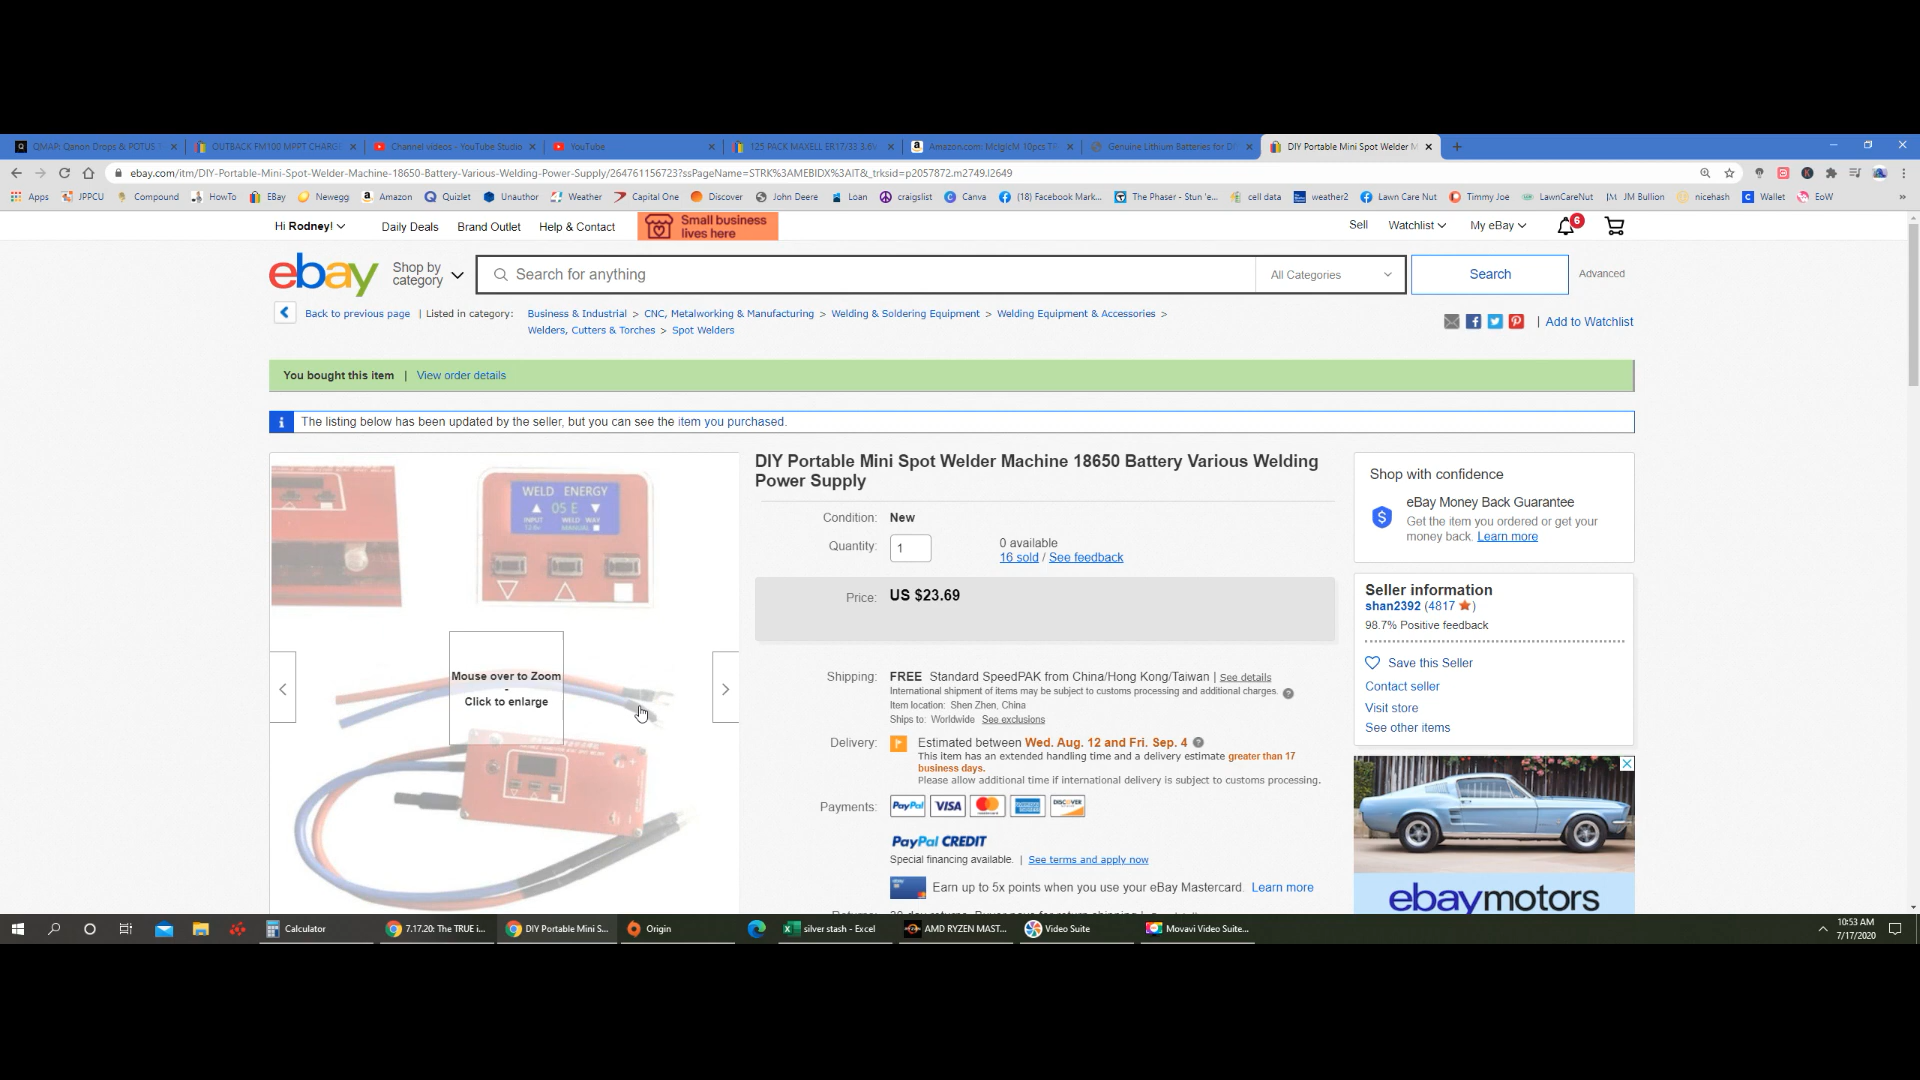 QMAP: Qanon Drops & POTUS T
OUTBACK FM100 MPPT CHARGE
Channel videos - YouTube Studio
YouTube
125 PACK MAXELL ER17/33 3.6V
Amazon.com: McIgIcM 10pcs TP
Genuine Lithium Batteries for DI
DIY Portable Mini Spot Welder M
ebay.com/itm/DIY-Portable-Mini-Spot-Welder-Machine-18650-Battery-Various-Welding-Power-Supply/264761156723?ssPageName=STRK%3AMEBIDX%3AIT&_trksid=p2057872.m2749.l2649
Apps JPPCU Compound HowTo EBay Newegg Amazon Quizlet Unauthor Weather Capital One Discover John Deere Loan craigslist Canva (18) Facebook Mark... The Phaser - Stun 'e... cell data weather2 Lawn Care Nut Timmy Joe LawnCareNut JM Bullion nicehash Wallet EoW
Hi Rodney!
Daily Deals
Brand Outlet
Help & Contact
Small business
lives here
Sell
Watchlist
My eBay
6
ebay
Shop by
category
Search for anything
All Categories
Search
Advanced
Back to previous page | Listed in category:
Business & Industrial > CNC, Metalworking & Manufacturing > Welding & Soldering Equipment > Welding Equipment & Accessories >
Welders, Cutters & Torches > Spot Welders
| Add to Watchlist
You bought this item | View order details
The listing below has been updated by the seller, but you can see the item you purchased.
WELD ENERGY
05 E
INPUT
WELD WAY
Mouse over to Zoom
-
Click to enlarge
DIY Portable Mini Spot Welder Machine 18650 Battery Various Welding
Power Supply
Condition: New
Quantity: 1
0 available
16 sold / See feedback
Price: US $23.69
Shipping: FREE Standard SpeedPAK from China/Hong Kong/Taiwan | See details
International shipment of items may be subject to customs processing and additional charges.
Item location: Shen Zhen, China
Ships to: Worldwide See exclusions
Delivery: Estimated between Wed. Aug. 12 and Fri. Sep. 4
This item has an extended handling time and a delivery estimate greater than 17
business days.
Please allow additional time if international delivery is subject to customs processing.
Payments: PayPal VISA DISCOVER
PayPal CREDIT
Special financing available. | See terms and apply now
Earn up to 5x points when you use your eBay Mastercard. Learn more
Shop with confidence
eBay Money Back Guarantee
Get the item you ordered or get your
money back. Learn more
Seller information
shan2392 (4817 )
98.7% Positive feedback
Save this Seller
Contact seller
Visit store
See other items
ebaymotors
Calculator
7.17.20: The TRUE i...
DIY Portable Mini S...
Origin
silver stash - Excel
AMD RYZEN MAST...
Video Suite
Movavi Video Suite...
10:53 AM
7/17/2020